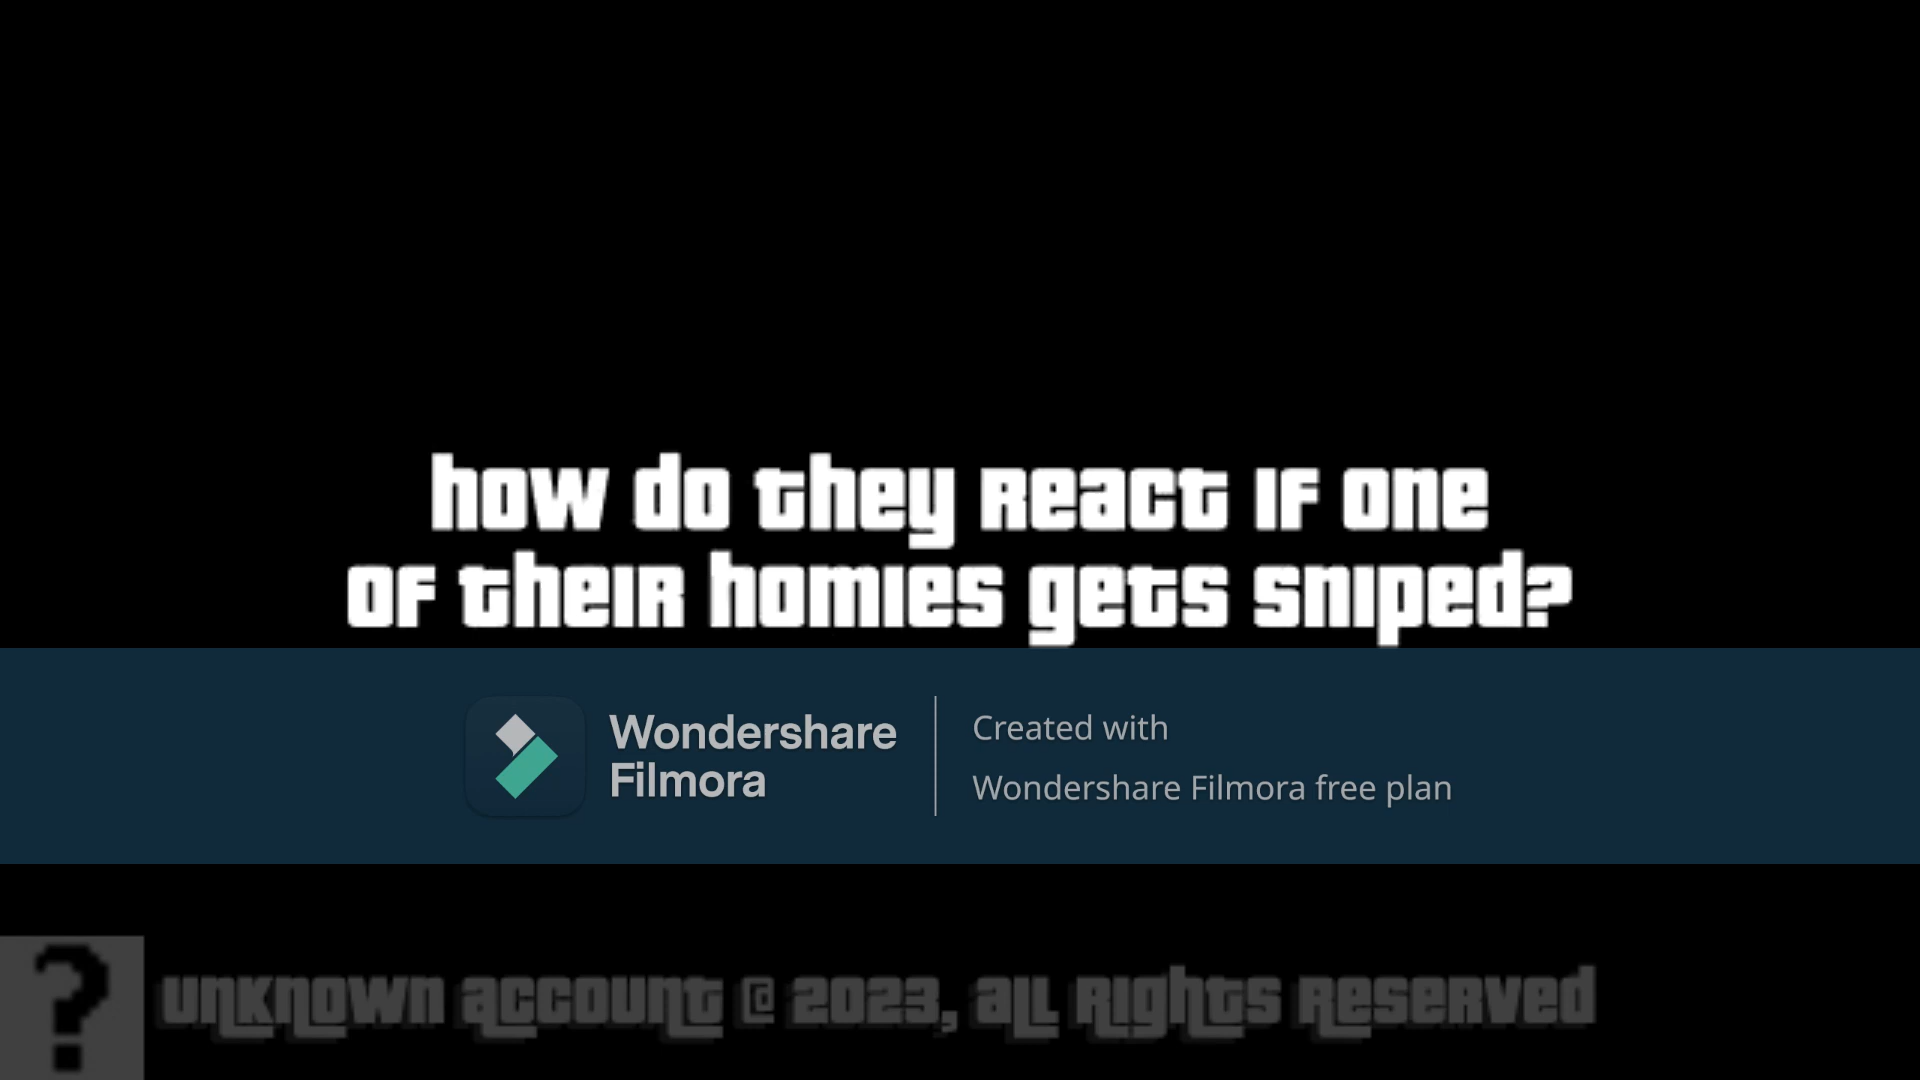 how do they react if one
of their homies gets sniped?
Wondershare
Filmora
Created with
Wondershare Filmora free plan
?
unknown account @ 2023, all rights reserved